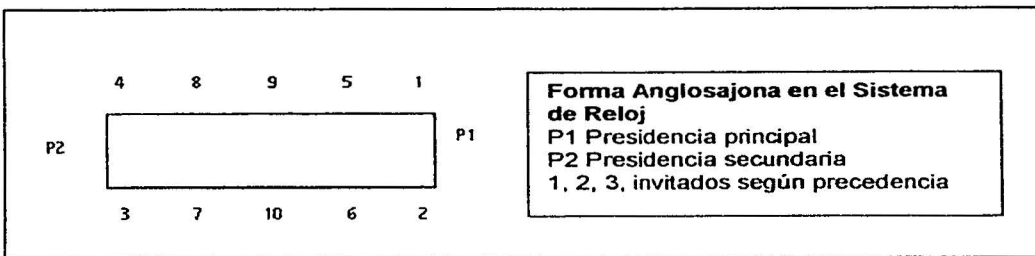 4 8 9 5 1
P2 P1
3 7 10 6 2
Forma Anglosajona en el Sistema
de Reloj
P1 Presidencia principal
P2 Presidencia secundaria
1, 2, 3, invitados según precedencia